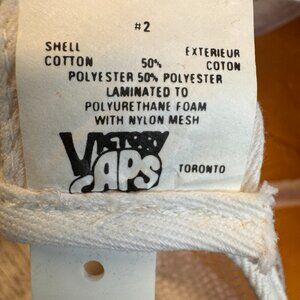 #2
SHELL EXTERIEUR
COTTON 50% COTON
POLYESTER 50% POLYESTER
LAMINATED TO
POLYURETHANE FOAM
WITH NYLON MESH
VICTORY
CAPS TORONTO